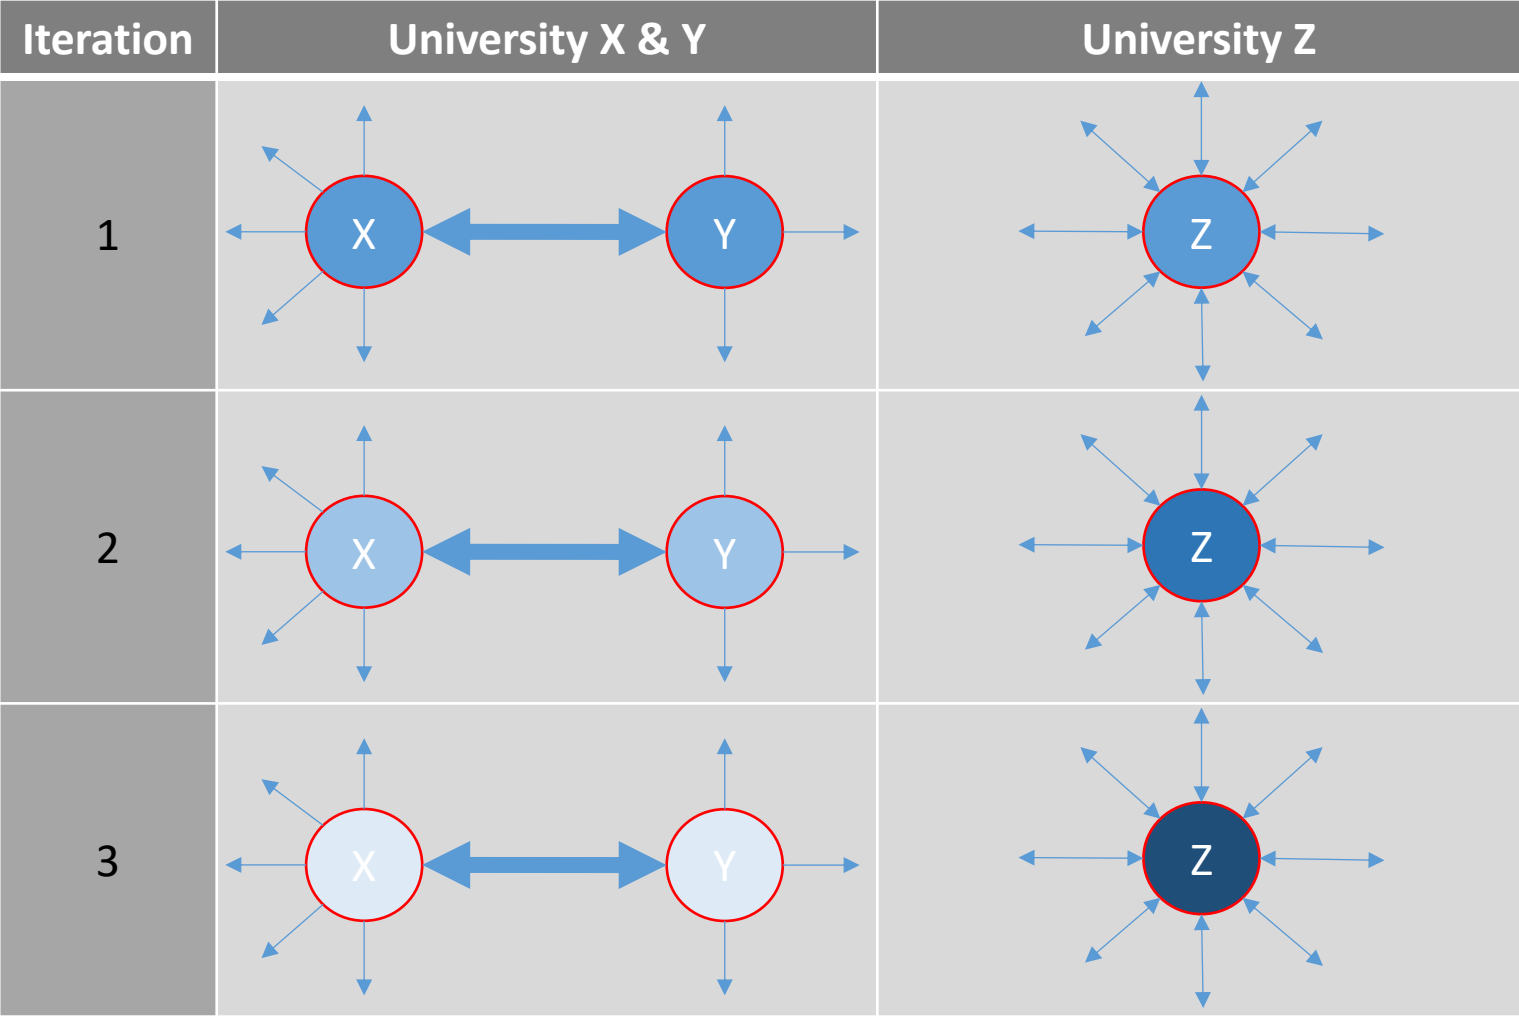 Iteration University X & Y University Z
1 X Y Z
2 X Y Z
3 X Y Z